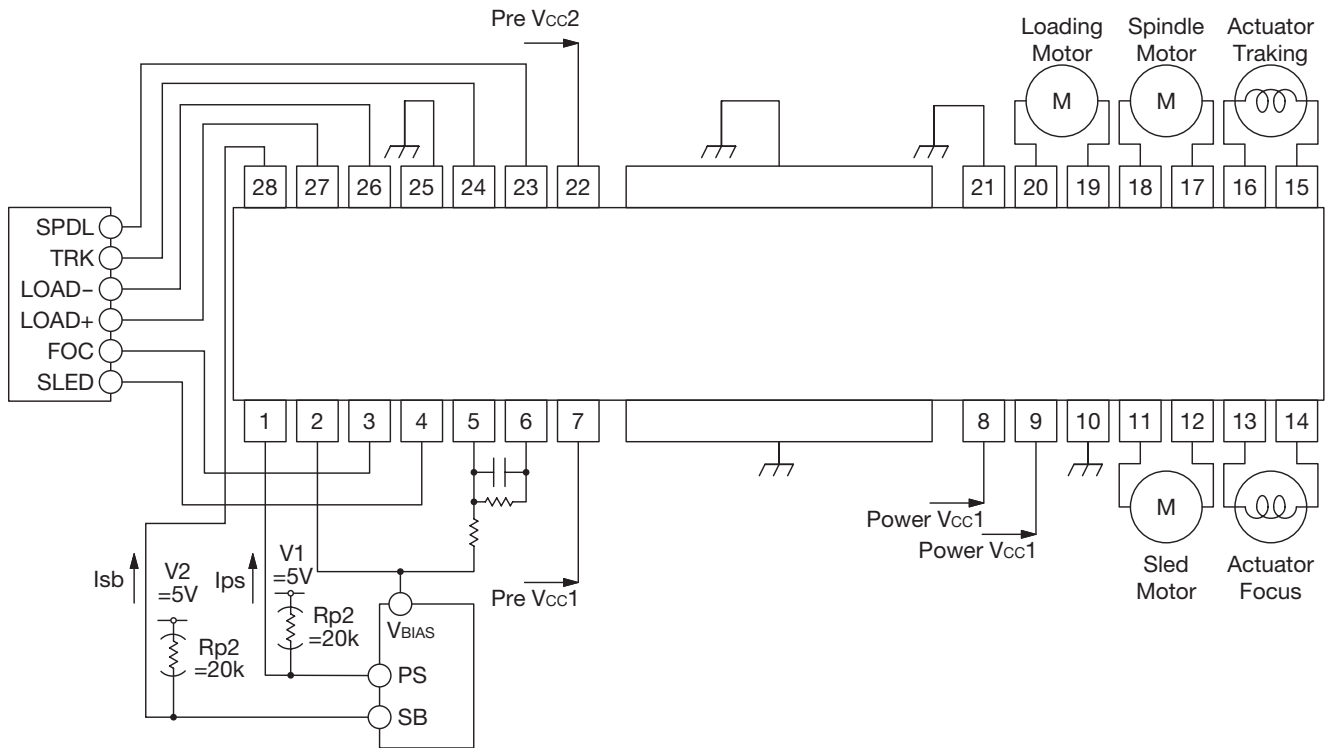 Pre VCC2
Loading Motor
Spindle Motor
Actuator Traking
M
M
28 27 26 25 24 23 22 21 20 19 18 17 16 15
SPDL
TRK
LOAD−
LOAD+
FOC
SLED
1 2 3 4 5 6 7 8 9 10 11 12 13 14
Power VCC1
Power VCC1
M
Sled Motor
Actuator Focus
Isb
V2 =5V
Ips
V1 =5V
Rp2 =20k
Rp2 =20k
Pre VCC1
VBIAS
PS
SB